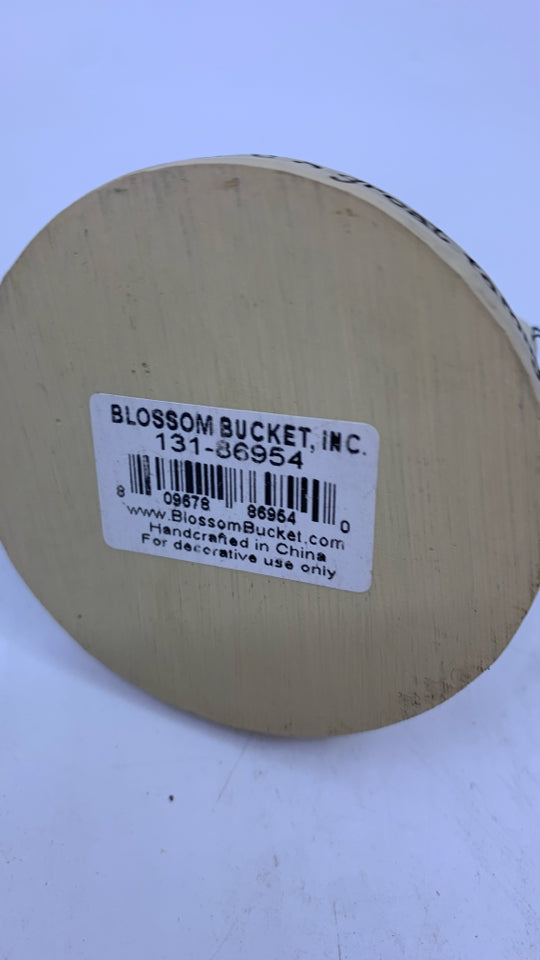 a great
BLOSSOM BUCKET, INC.
131-86954
8 09678 86954 0
www.BlossomBucket.com
Handcrafted in China
For decorative use only